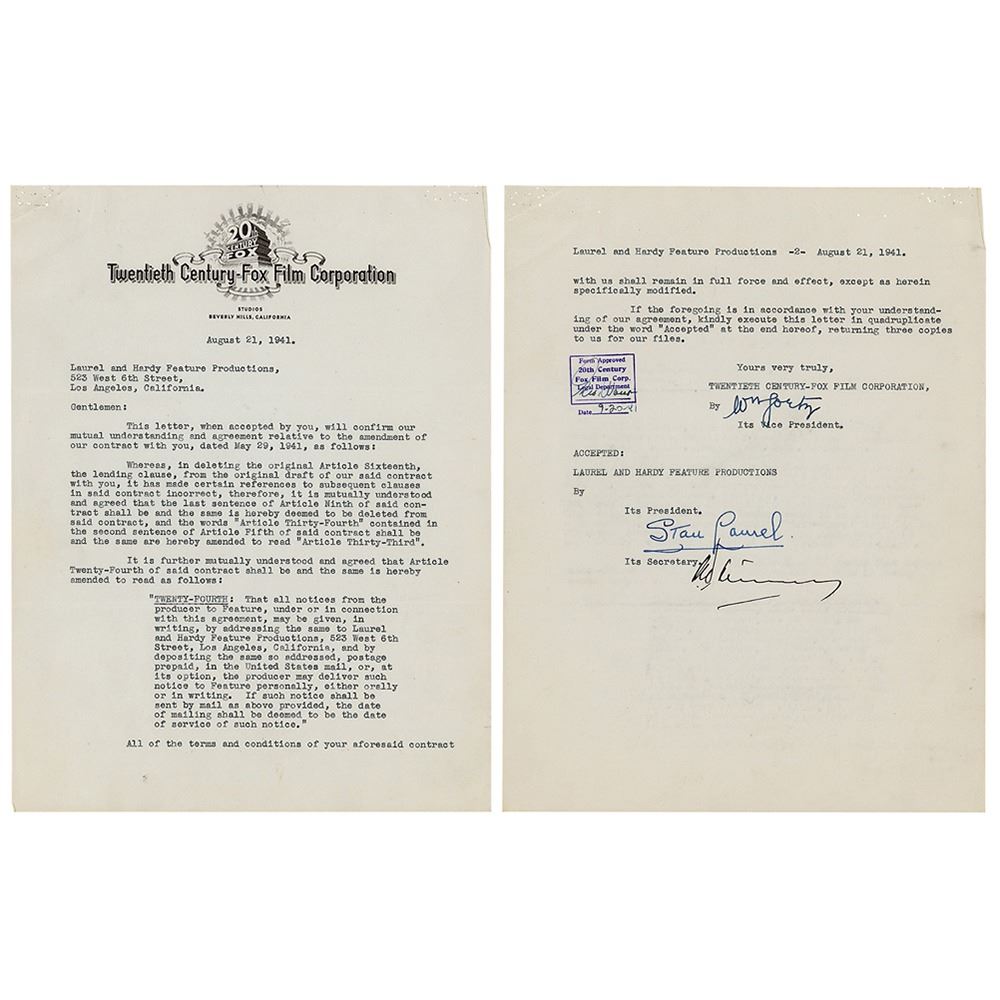 20th
CENTURY
FOX
Twentieth Century-Fox Film Corporation
STUDIOS
BEVERLY HILLS, CALIFORNIA
August 21, 1941.
Laurel and Hardy Feature Productions,
523 West 6th Street,
Los Angeles, California.
Gentlemen:
This letter, when accepted by you, will confirm our
mutual understanding and agreement relative to the amendment of
our contract with you, dated May 29, 1941, as follows:
Whereas, in deleting the original Article Sixteenth,
the lending clause, from the original draft of our said contract
with you, it has made certain references to subsequent clauses
in said contract incorrect, therefore, it is mutually understood
and agreed that the last sentence of Article Ninth of said con-
tract shall be and the same is hereby deemed to be deleted from
said contract, and the words "Article Thirty-Fourth" contained in
the second sentence of Article Fifth of said contract shall be
and the same are hereby amended to read "Article Thirty-Third".
It is further mutually understood and agreed that Article
Twenty-Fourth of said contract shall be and the same is hereby
amended to read as follows:
"TWENTY-FOURTH: That all notices from the
producer to Feature, under or in connection
with this agreement, may be given, in
writing, by addressing the same to Laurel
and Hardy Feature Productions, 523 West 6th
Street, Los Angeles, California, and by
depositing the same so addressed, postage
prepaid, in the United States mail, or, at
its option, the producer may deliver such
notice to Feature personally, either orally
or in writing. If such notice shall be
sent by mail as above provided, the date
of mailing shall be deemed to be the date
of service of such notice."
All of the terms and conditions of your aforesaid contract
Laurel and Hardy Feature Productions -2- August 21, 1941.
with us shall remain in full force and effect, except as herein
specifically modified.
If the foregoing is in accordance with your understand-
ing of our agreement, kindly execute this letter in quadruplicate
under the word "Accepted" at the end hereof, returning three copies
to us for our files.
Form Approved
20th Century
Fox Film Corp.
Legal Department
Date 9-20-41
Yours very truly,
TWENTIETH CENTURY-FOX FILM CORPORATION,
By Wm Goetz
Its Vice President.
ACCEPTED:
LAUREL AND HARDY FEATURE PRODUCTIONS
By
Its President.
Stan Laurel.
Its Secretary.